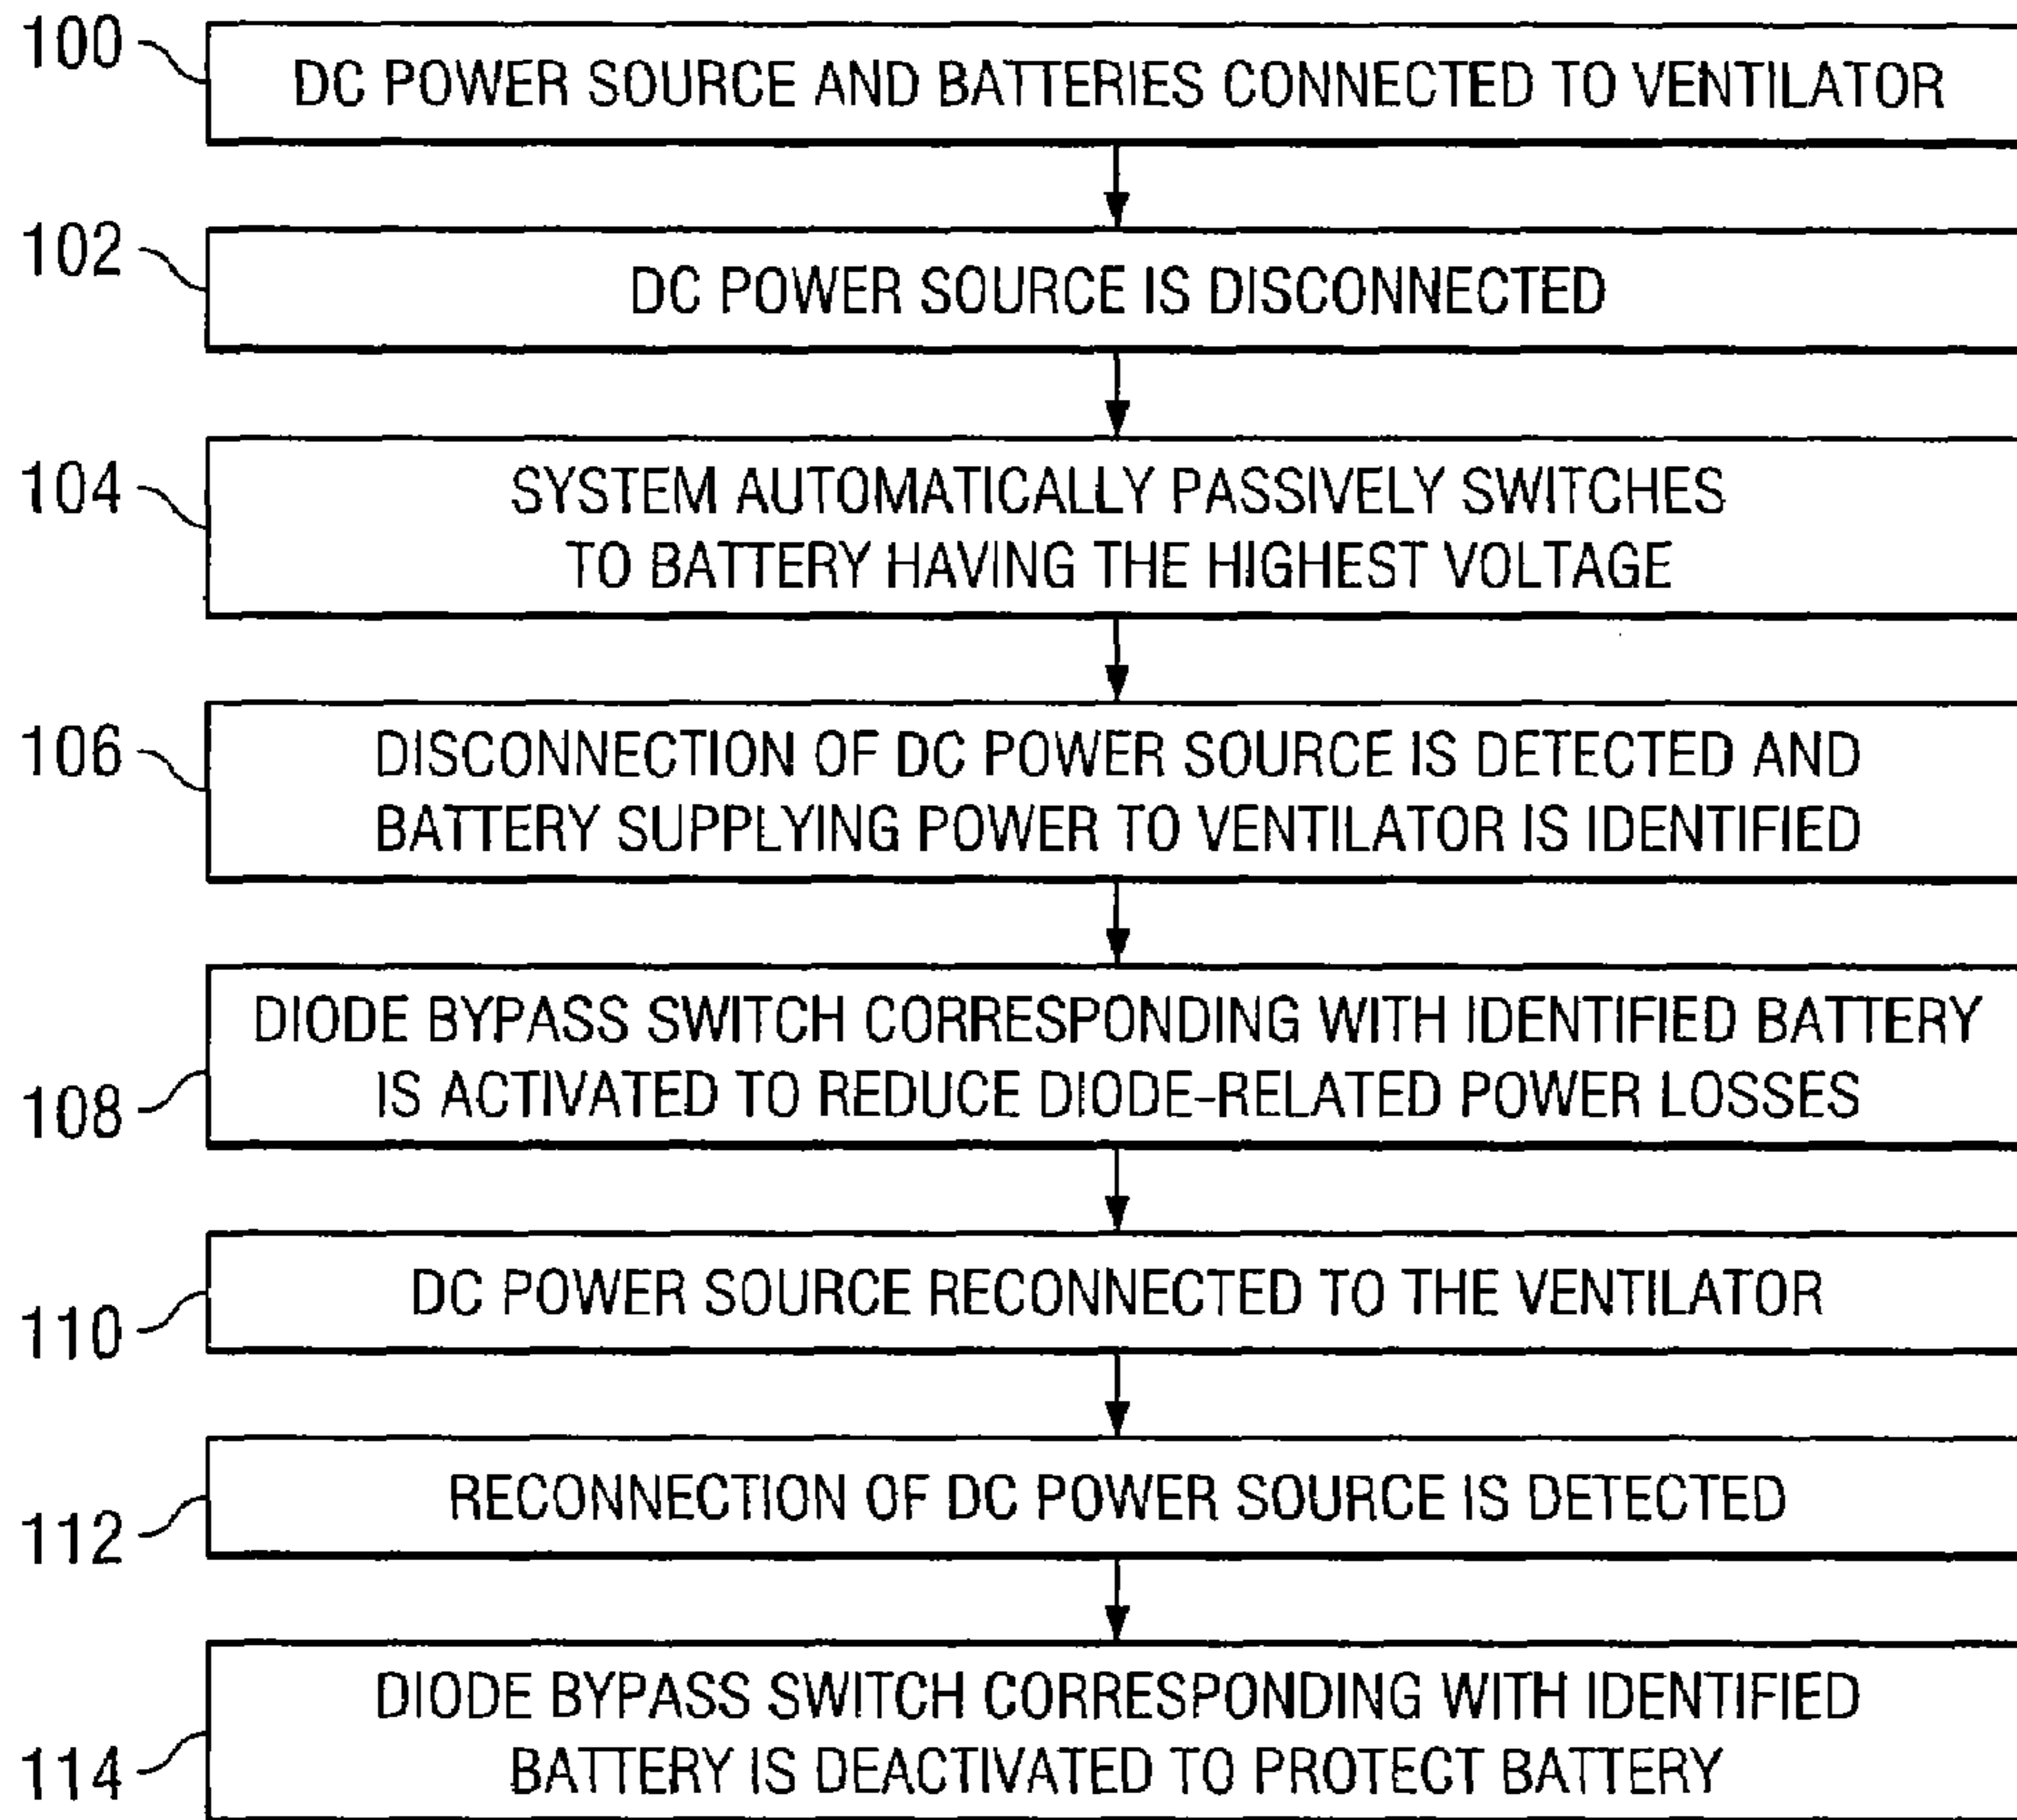 100
DC POWER SOURCE AND BATTERIES CONNECTED TO VENTILATOR
102
DC POWER SOURCE IS DISCONNECTED
104
SYSTEM AUTOMATICALLY PASSIVELY SWITCHES
TO BATTERY HAVING THE HIGHEST VOLTAGE
106
DISCONNECTION OF DC POWER SOURCE IS DETECTED AND
BATTERY SUPPLYING POWER TO VENTILATOR IS IDENTIFIED
108
DIODE BYPASS SWITCH CORRESPONDING WITH IDENTIFIED BATTERY
IS ACTIVATED TO REDUCE DIODE-RELATED POWER LOSSES
110
DC POWER SOURCE RECONNECTED TO THE VENTILATOR
112
RECONNECTION OF DC POWER SOURCE IS DETECTED
114
DIODE BYPASS SWITCH CORRESPONDING WITH IDENTIFIED
BATTERY IS DEACTIVATED TO PROTECT BATTERY